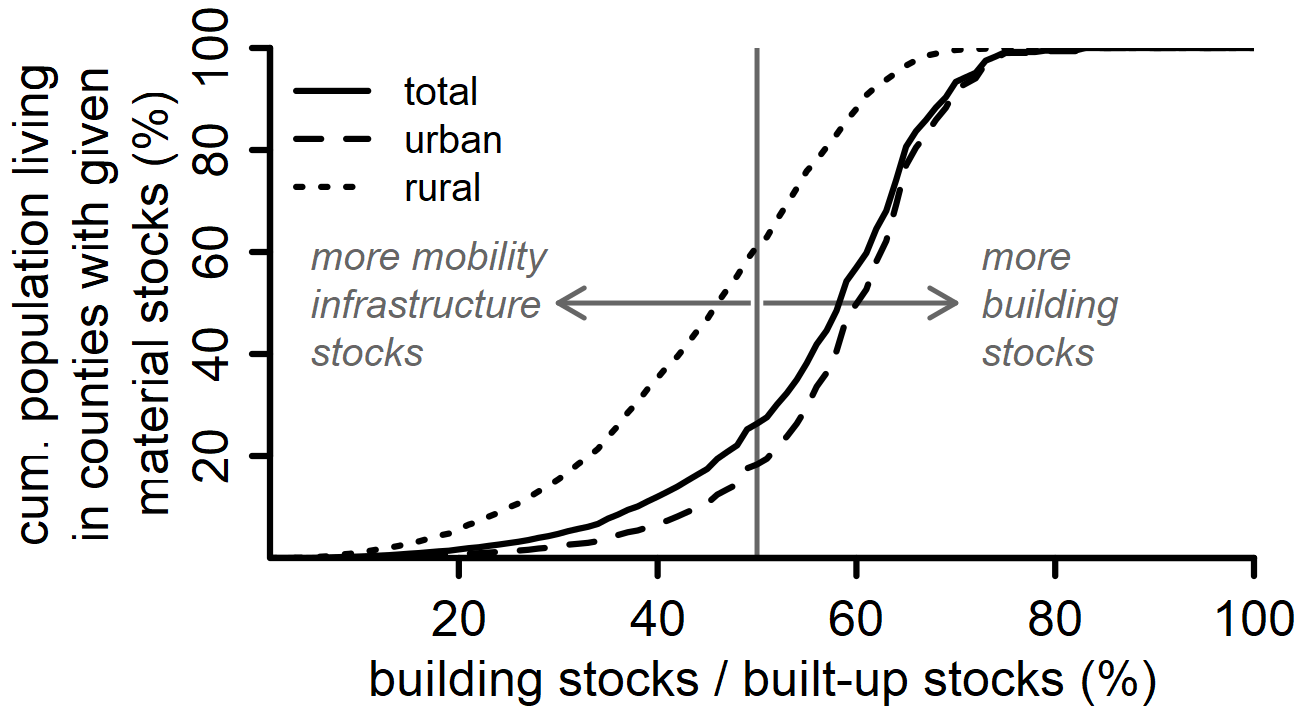 cum. population living
in counties with given
material stocks (%)
100
80
60
40
20
total
urban
rural
more mobility
infrastructure
stocks
more
building
stocks
20 40 60 80 100
building stocks / built-up stocks (%)